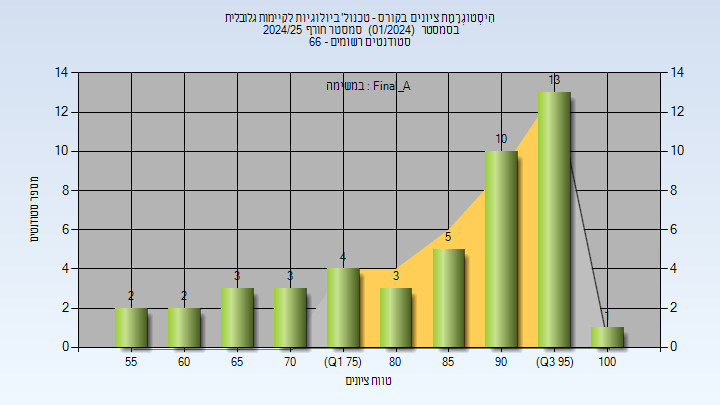 היסטוגרמת ציונים בקורס - טכנול' ביולוגיות לקיימות גלובלית
בסמסטר (01/2024) סמסטר חורף 2024/25
סטודנטים רשומים - 66
במשימה : Final_A
מספר סטודנטים
14 12 10 8 6 4 2 0
14 12 10 8 6 4 2 0
2 2 3 3 4 3 5 10 13 1
55 60 65 70 (Q1 75) 80 85 90 (Q3 95) 100
טווח ציונים